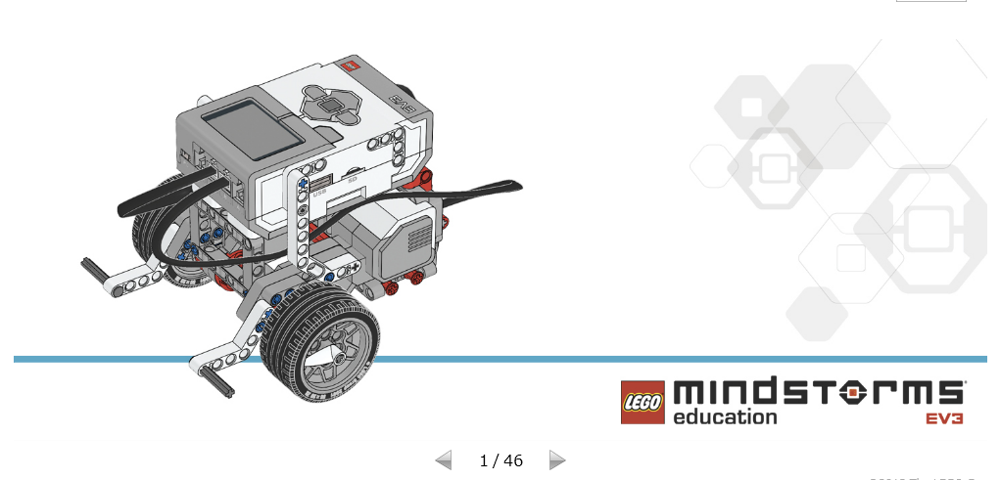 EV3
USB
SD
LEGO
mindstorms
education
EV3
1 / 46